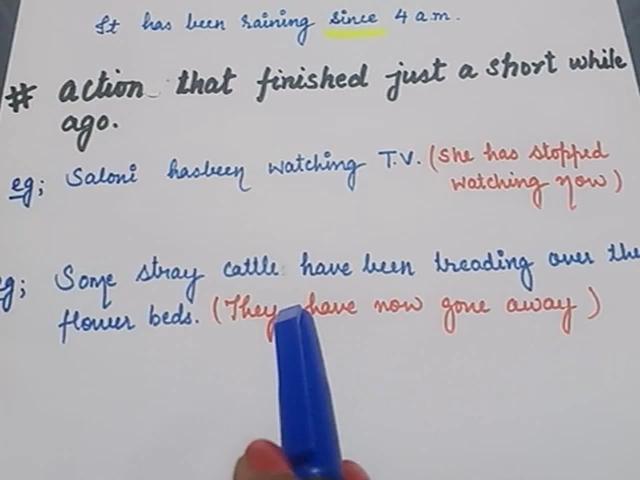 It has been raining since 4 a.m.
# action that finished just a short while
ago.
eg; Saloni hasbeen watching T.V. (She has stopped
watching now)
eg; Some stray cattle have been treading over the
flower beds. (They have now gone away)